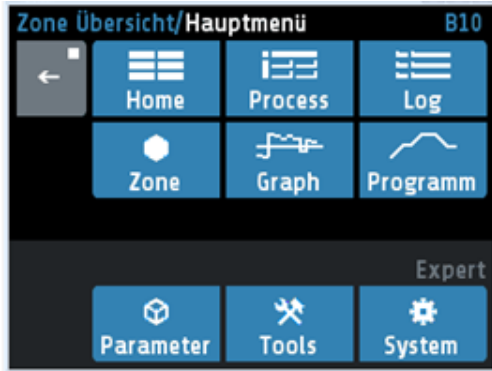 Zone Übersicht/Hauptmenü B10
Home Process Log
Zone Graph Programm
Expert
Parameter Tools System